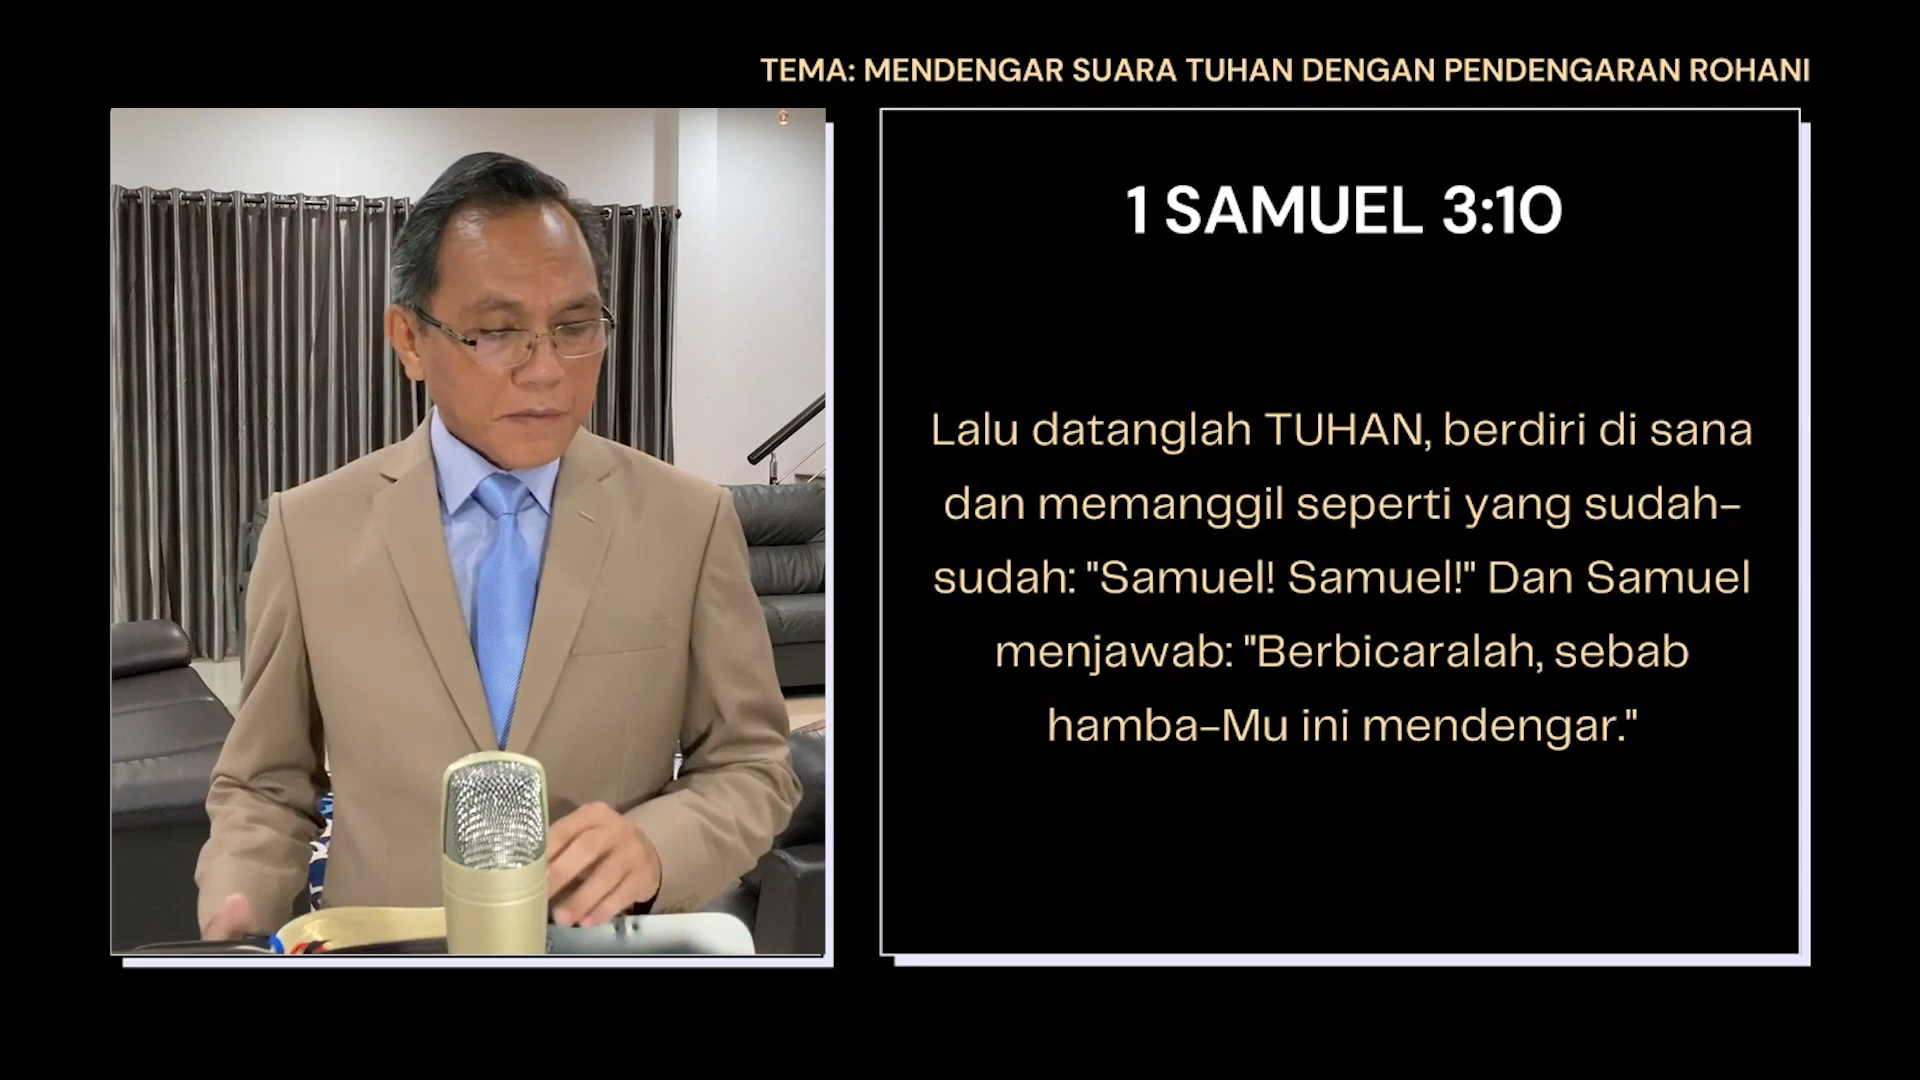 TEMA: MENDENGAR SUARA TUHAN DENGAN PENDENGARAN ROHANI
1 SAMUEL 3:10
Lalu datanglah TUHAN, berdiri di sana
dan memanggil seperti yang sudah-
sudah: "Samuel! Samuel!" Dan Samuel
menjawab: "Berbicaralah, sebab
hamba-Mu ini mendengar."